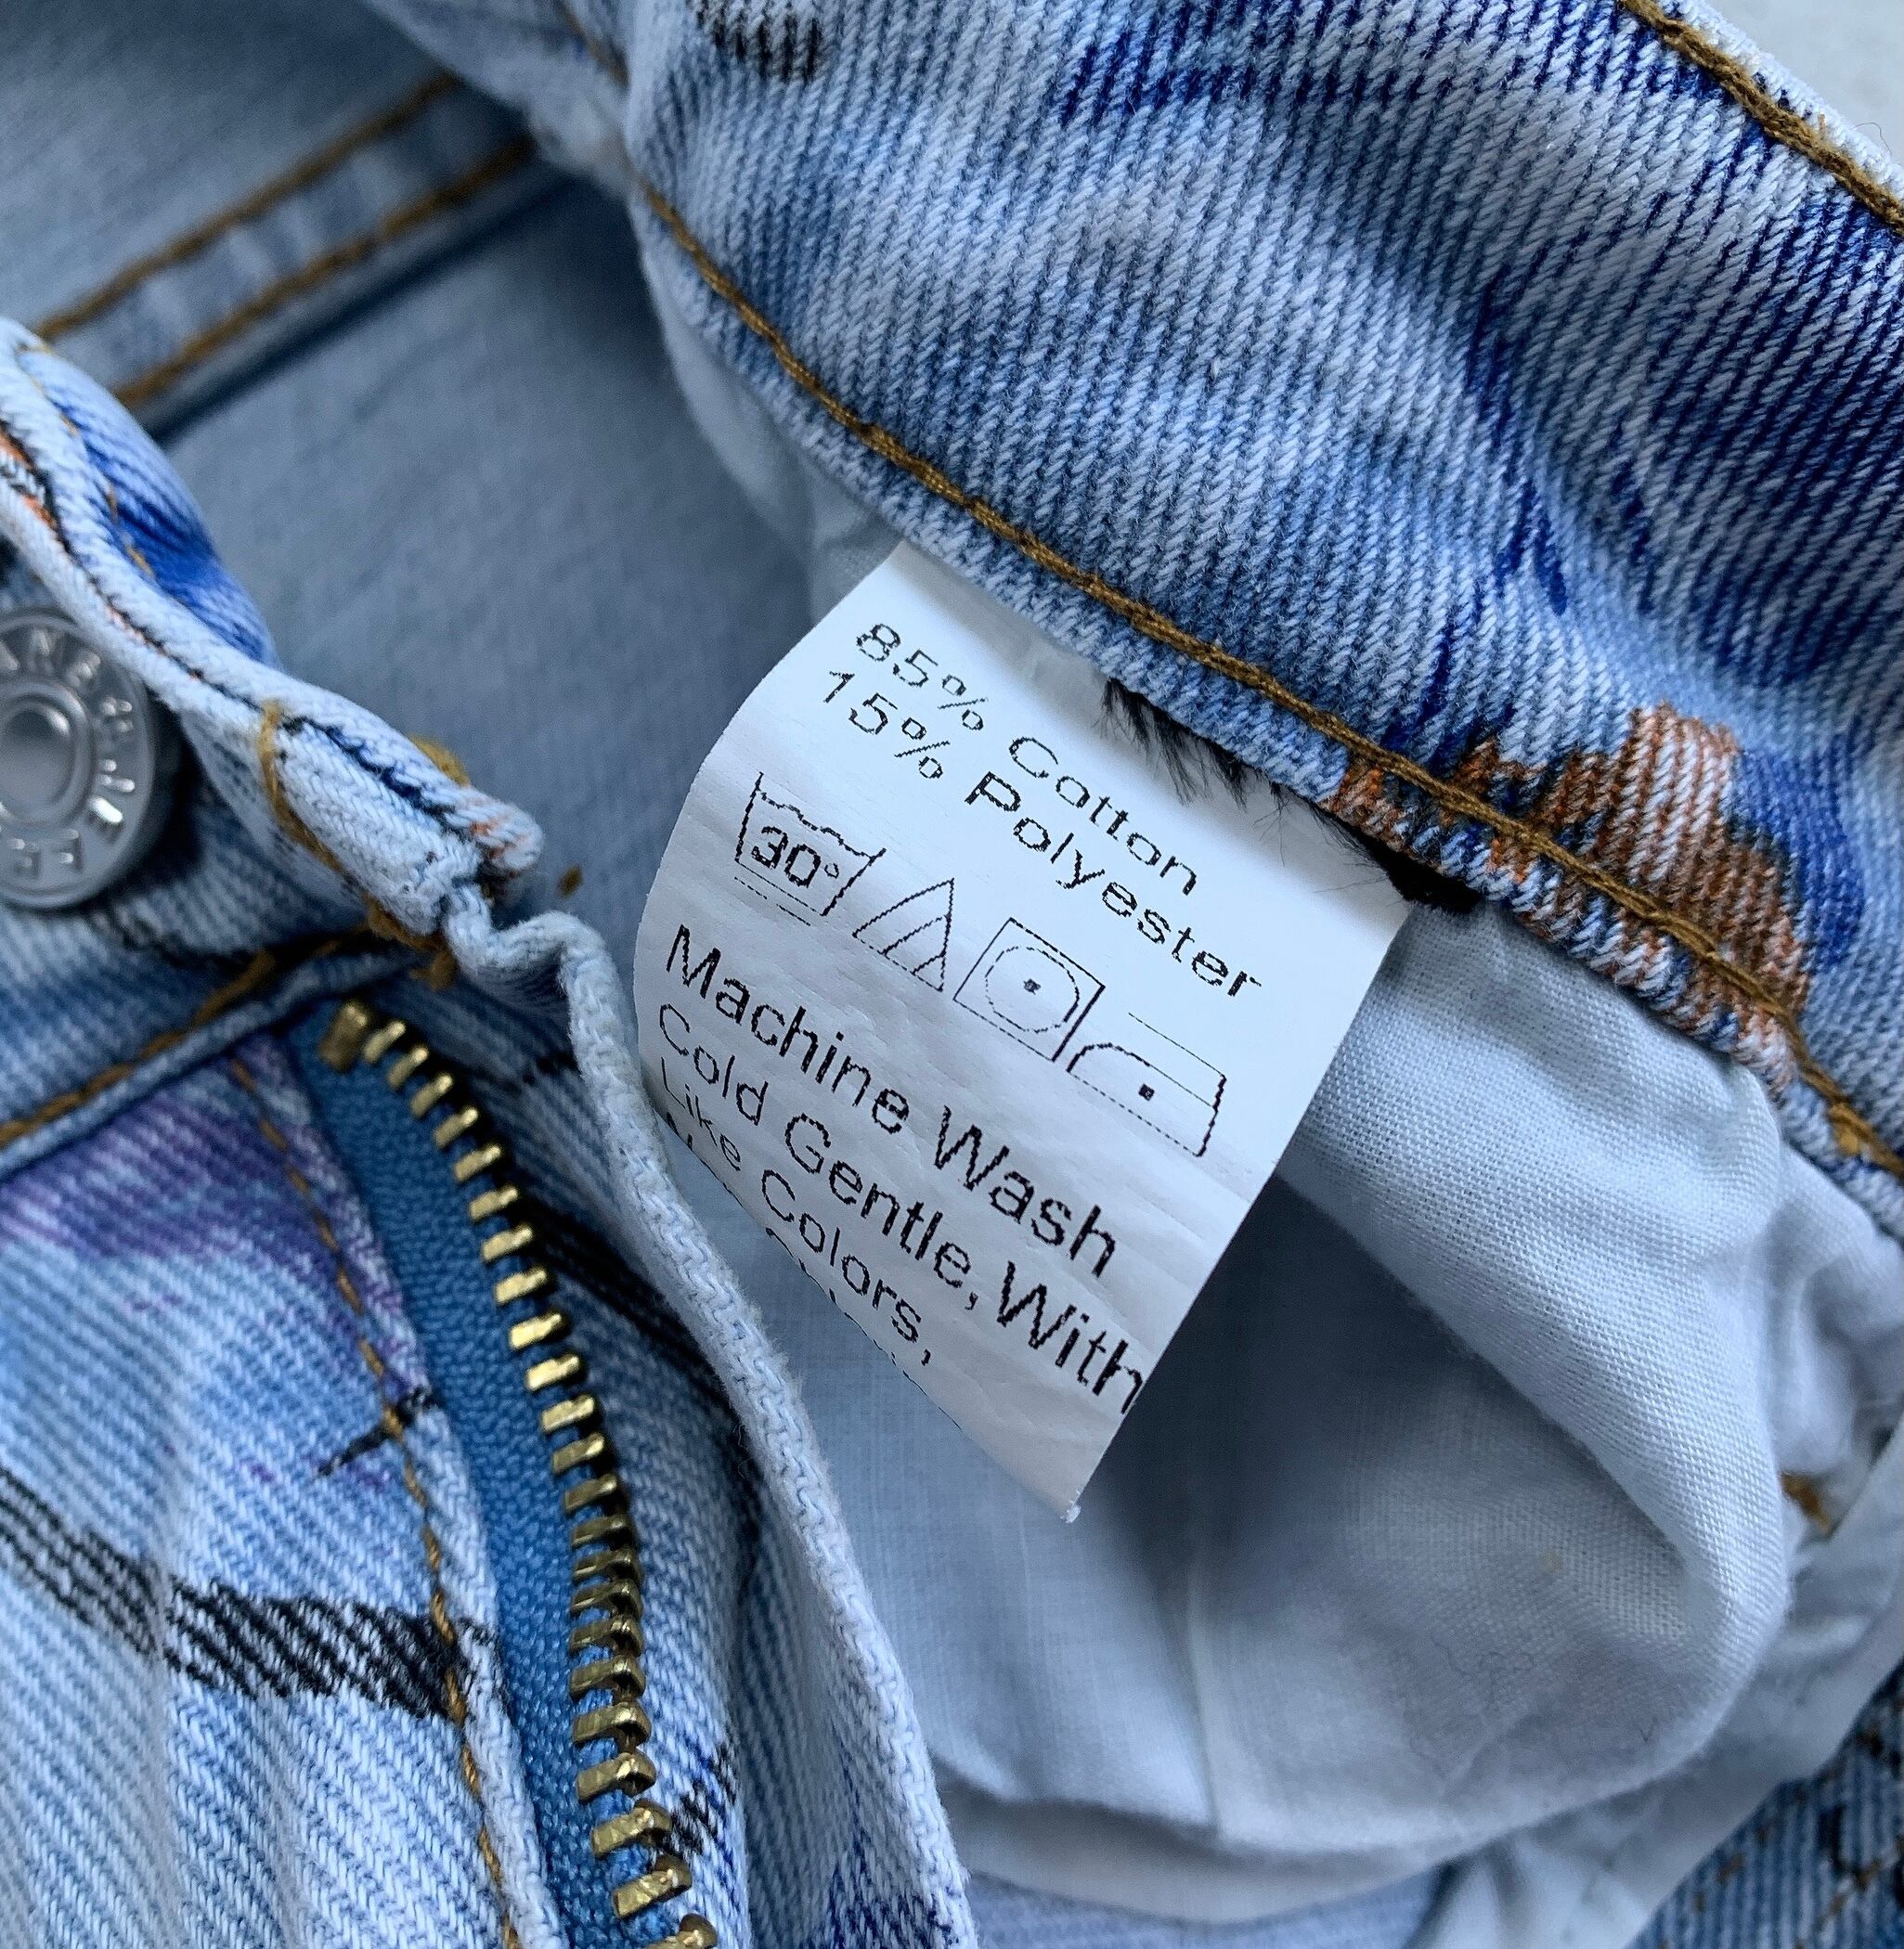 85% Cotton
15% Polyester
30°
Machine Wash
Cold Gentle, With
Like Colors,